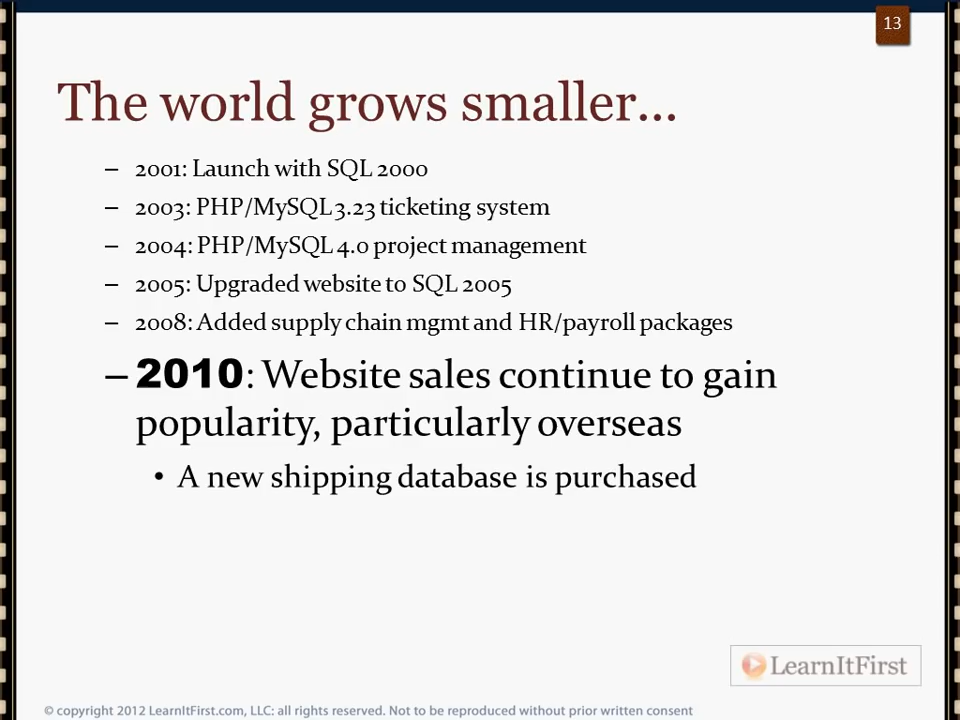 13
The world grows smaller...
– 2001: Launch with SQL 2000
– 2003: PHP/MySQL 3.23 ticketing system
– 2004: PHP/MySQL 4.0 project management
– 2005: Upgraded website to SQL 2005
– 2008: Added supply chain mgmt and HR/payroll packages
– 2010: Website sales continue to gain
popularity, particularly overseas
• A new shipping database is purchased
LearnItFirst
© copyright 2012 LearnItFirst.com, LLC: all rights reserved. Not to be reproduced without prior written consent